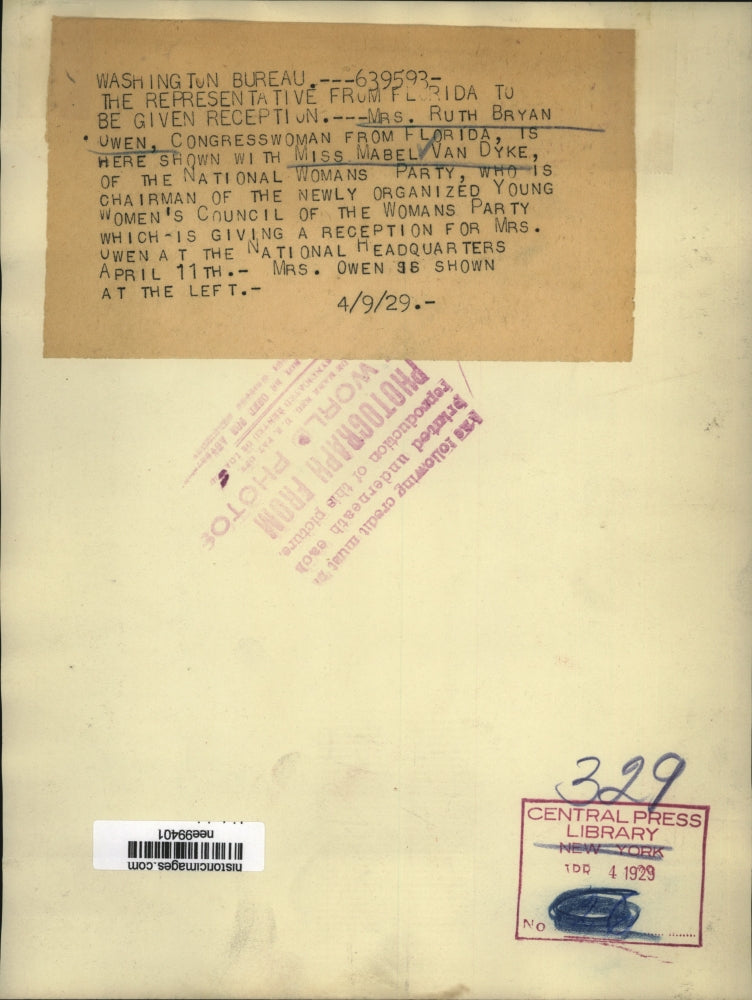 WASHINGTON BUREAU.---639593-
THE REPRESENTATIVE FROM FLORIDA TO
BE GIVEN RECEPTION.---MRS. RUTH BRYAN
OWEN, CONGRESSWOMAN FROM FLORIDA, IS
HERE SHOWN WITH MISS MABEL VAN DYKE,
OF THE NATIONAL WOMANS PARTY, WHO IS
CHAIRMAN OF THE NEWLY ORGANIZED YOUNG
WOMEN'S COUNCIL OF THE WOMANS PARTY
WHICH-IS GIVING A RECEPTION FOR MRS.
OWEN AT THE NATIONAL HEADQUARTERS
APRIL 11TH.- MRS. OWEN IS SHOWN
AT THE LEFT.-
4/9/29.-
following credit must
printed underneath each
reproduction of this picture.
PHOTOGRAPH FROM
PHOTOS
329
CENTRAL PRESS
LIBRARY
NEW YORK
4 1929
No
historicimages.com
nee99401